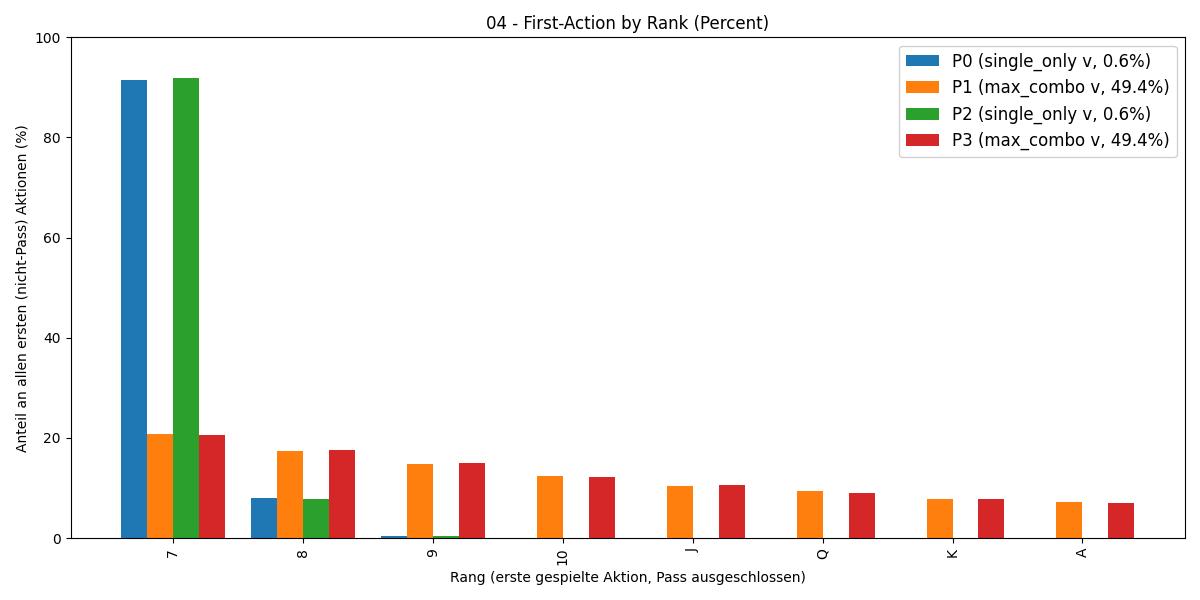 04 - First-Action by Rank (Percent)
P0 (single_only v, 0.6%)
P1 (max_combo v, 49.4%)
P2 (single_only v, 0.6%)
P3 (max_combo v, 49.4%)
Anteil an allen ersten (nicht-Pass) Aktionen (%)
100
80
60
40
20
0
7 8 9 10 J Q K A
Rang (erste gespielte Aktion, Pass ausgeschlossen)